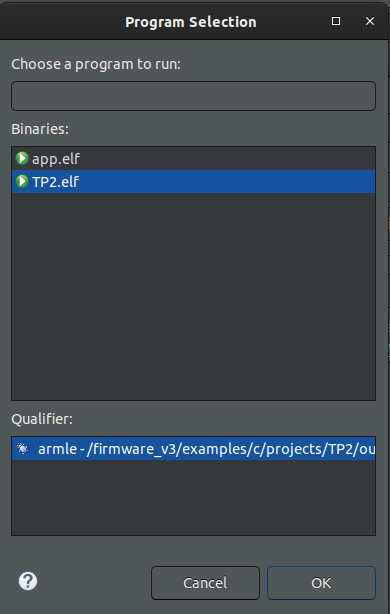 Program Selection
Choose a program to run:
Binaries:
app.elf
TP2.elf
Qualifier:
armle - /firmware_v3/examples/c/projects/TP2/ou
?
Cancel
OK